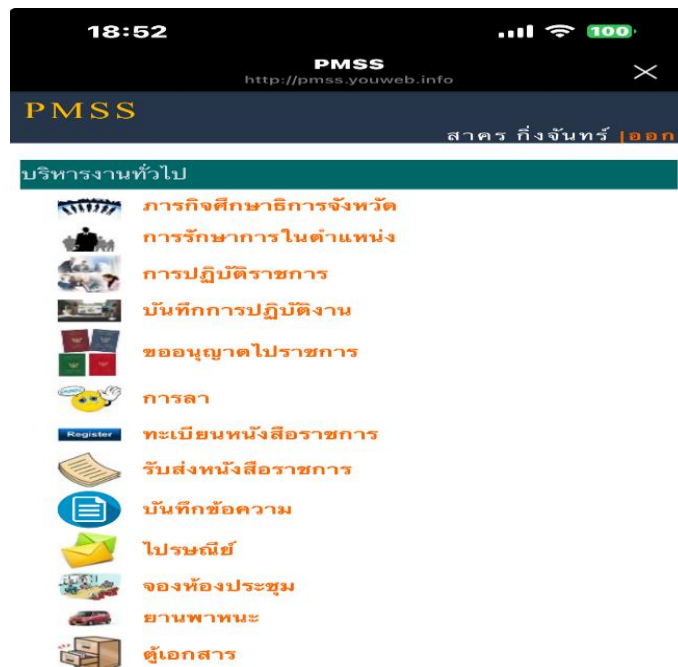 18:52
100
PMSS
http://pmss.youweb.info
PMSS
สาคร กิ่งจันทร์ |ออก
บริหารงานทั่วไป
ภารกิจศึกษาธิการจังหวัด
การรักษาการในตำแหน่ง
การปฏิบัติราชการ
บันทึกการปฏิบัติงาน
ขออนุญาตไปราชการ
การลา
Register ทะเบียนหนังสือราชการ
รับส่งหนังสือราชการ
บันทึกข้อความ
ไปรษณีย์
จองห้องประชุม
ยานพาหนะ
ตู้เอกสาร